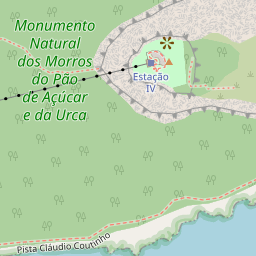 Monumento
Natural
dos Morros
do Pão
de Açúcar
e da Urca
Estação
IV
Pista Cláudio Coutinho